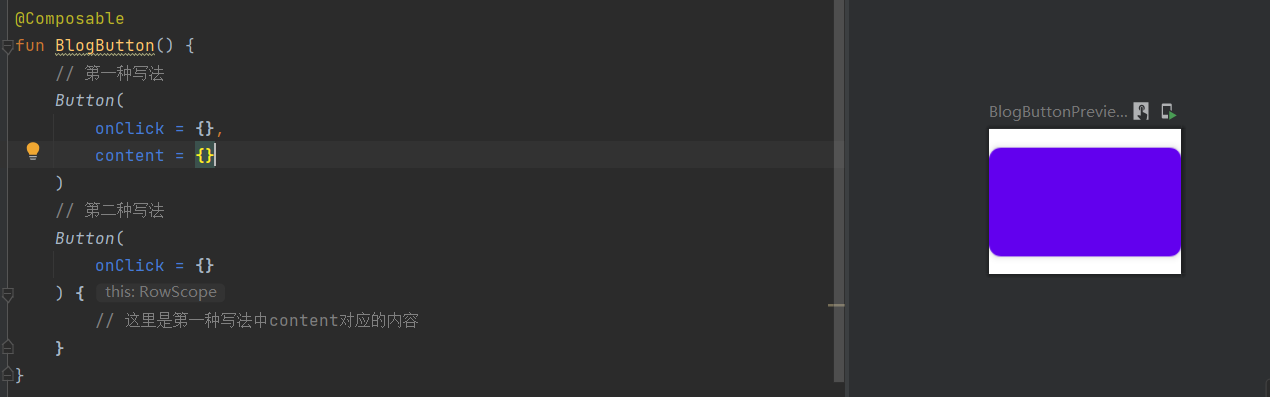 @Composable
fun BlogButton() {
// 第一种写法
Button(
onClick = {},
content = {}
)
// 第二种写法
Button(
onClick = {}
) { this: RowScope
// 这里是第一种写法中content对应的内容
}
}
BlogButtonPrevie...